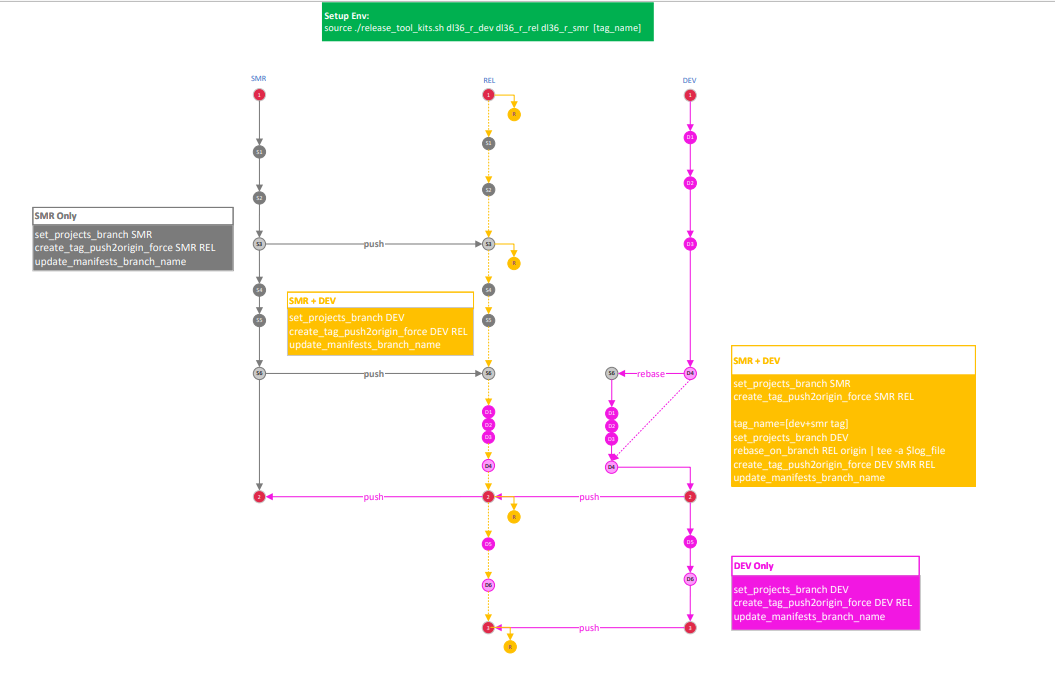 Setup Env:
source ./release_tool_kits.sh dl36_r_dev dl36_r_rel dl36_r_smr [tag_name]
SMR
REL
DEV
1
1
1
R
S1
S1
D1
S2
S2
D2
SMR Only
set_projects_branch SMR
create_tag_push2origin_force SMR REL
update_manifests_branch_name
S3
push
S3
D3
R
S4
S4
S5
S5
SMR + DEV
set_projects_branch DEV
create_tag_push2origin_force DEV REL
update_manifests_branch_name
S6
push
S6
S6
rebase
D4
D1
D2
D3
D1
D2
D3
D4
D4
SMR + DEV
set_projects_branch SMR
create_tag_push2origin_force SMR REL
tag_name=[dev+smr tag]
set_projects_branch DEV
rebase_on_branch REL origin | tee -a $log_file
create_tag_push2origin_force DEV SMR REL
update_manifests_branch_name
2
push
2
push
2
R
D5
D5
D6
D6
DEV Only
set_projects_branch DEV
create_tag_push2origin_force DEV REL
update_manifests_branch_name
3
push
3
R